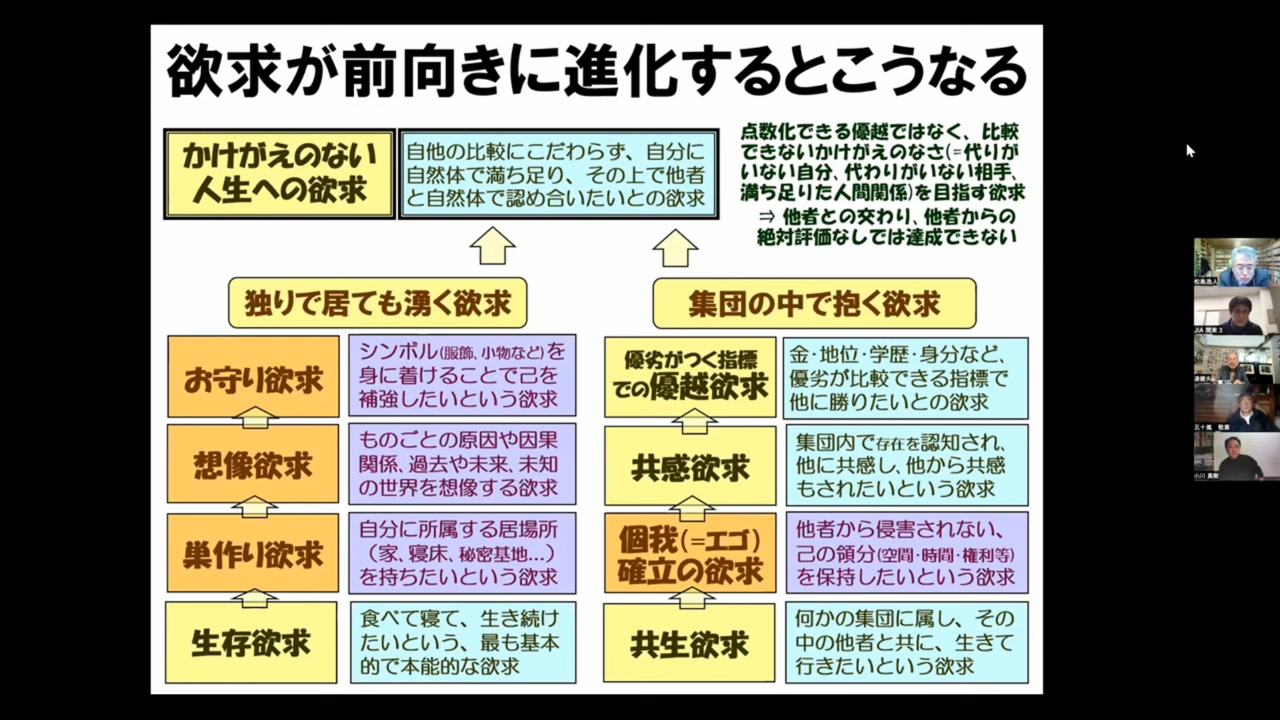 欲求が前向きに進化するとこうなる
かけがえのない
人生への欲求
自他の比較にこだわらず、自分に
自然体で満ち足り、その上で他者
と自然体で認め合いたいとの欲求
点数化できる優越ではなく、比較
できないかけがえのなさ(=代りが
いない自分、代わりがいない相手、
満ち足りた人間関係)を目指す欲求
⇒ 他者との交わり、他者からの
絶対評価なしでは達成できない
独りで居ても湧く欲求
お守り欲求
シンボル(服飾、小物など)を
身に着けることで己を
補強したいという欲求
想像欲求
ものごとの原因や因果
関係、過去や未来、未知
の世界を想像する欲求
巣作り欲求
自分に所属する居場所
(家、寝床、秘密基地…)
を持ちたいという欲求
生存欲求
食べて寝て、生き続け
たいという、最も基本
的で本能的な欲求
集団の中で抱く欲求
優劣がつく指標
での優越欲求
金・地位・学歴・身分など、
優劣が比較できる指標で
他に勝りたいとの欲求
共感欲求
集団内で存在を認知され、
他に共感し、他から共感
もされたいという欲求
個我(=エゴ)
確立の欲求
他者から侵害されない、
己の領分(空間・時間・権利等)
を保持したいという欲求
共生欲求
何かの集団に属し、その
中の他者と共に、生きて
行きたいという欲求
松島浩人
JIA 関東 3
五十嵐 敬喜
小川 真樹